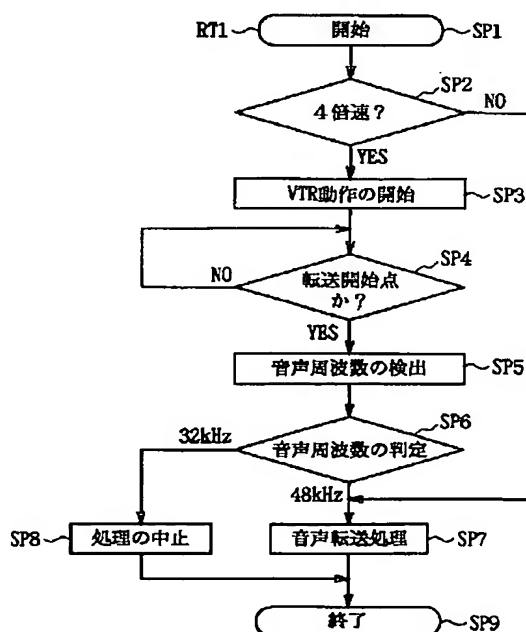 RT1
開始
SP1
SP2
4倍速?
NO
YES
VTR動作の開始
SP3
SP4
NO
転送開始点
か?
YES
音声周波数の検出
SP5
SP6
32kHz
音声周波数の判定
48kHz
SP8
処理の中止
音声転送処理
SP7
終了
SP9